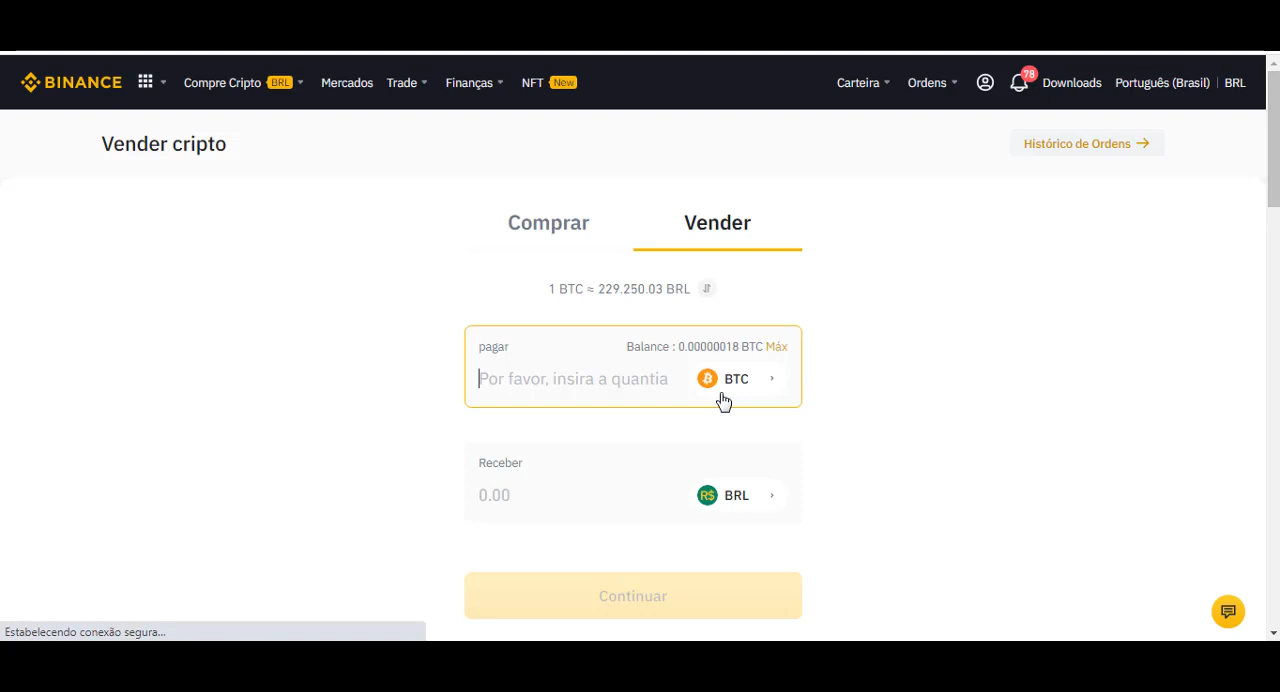 BINANCE Compre Cripto BRL Mercados Trade Finanças NFT New Carteira Ordens 78 Downloads Português (Brasil) BRL
Vender cripto Histórico de Ordens →
Comprar Vender
1 BTC ≈ 229.250.03 BRL
pagar Balance : 0.00000018 BTC Máx
Por favor, insira a quantia BTC
Receber
0.00 R$ BRL
Continuar
Estabelecendo conexão segura...